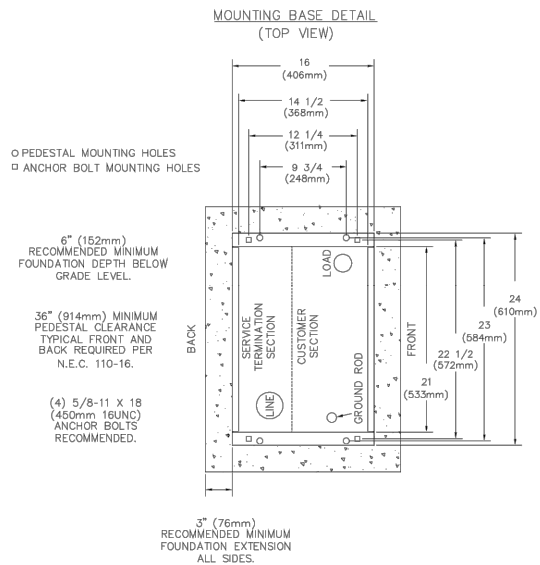 MOUNTING BASE DETAIL
(TOP VIEW)
16
(406mm)
14 1/2
(368mm)
12 1/4
(311mm)
9 3/4
(248mm)
PEDESTAL MOUNTING HOLES
ANCHOR BOLT MOUNTING HOLES
6" (152mm)
RECOMMENDED MINIMUM
FOUNDATION DEPTH BELOW
GRADE LEVEL.
36" (914mm) MINIMUM
PEDESTAL CLEARANCE
TYPICAL FRONT AND
BACK REQUIRED PER
N.E.C. 110-16.
(4) 5/8-11 X 18
(450mm 16UNC)
ANCHOR BOLTS
RECOMMENDED.
BACK
SERVICE
TERMINATION
SECTION
CUSTOMER
SECTION
LOAD
LINE
GROUND ROD
FRONT
24
(610mm)
23
(584mm)
22 1/2
(572mm)
21
(533mm)
3" (76mm)
RECOMMENDED MINIMUM
FOUNDATION EXTENSION
ALL SIDES.